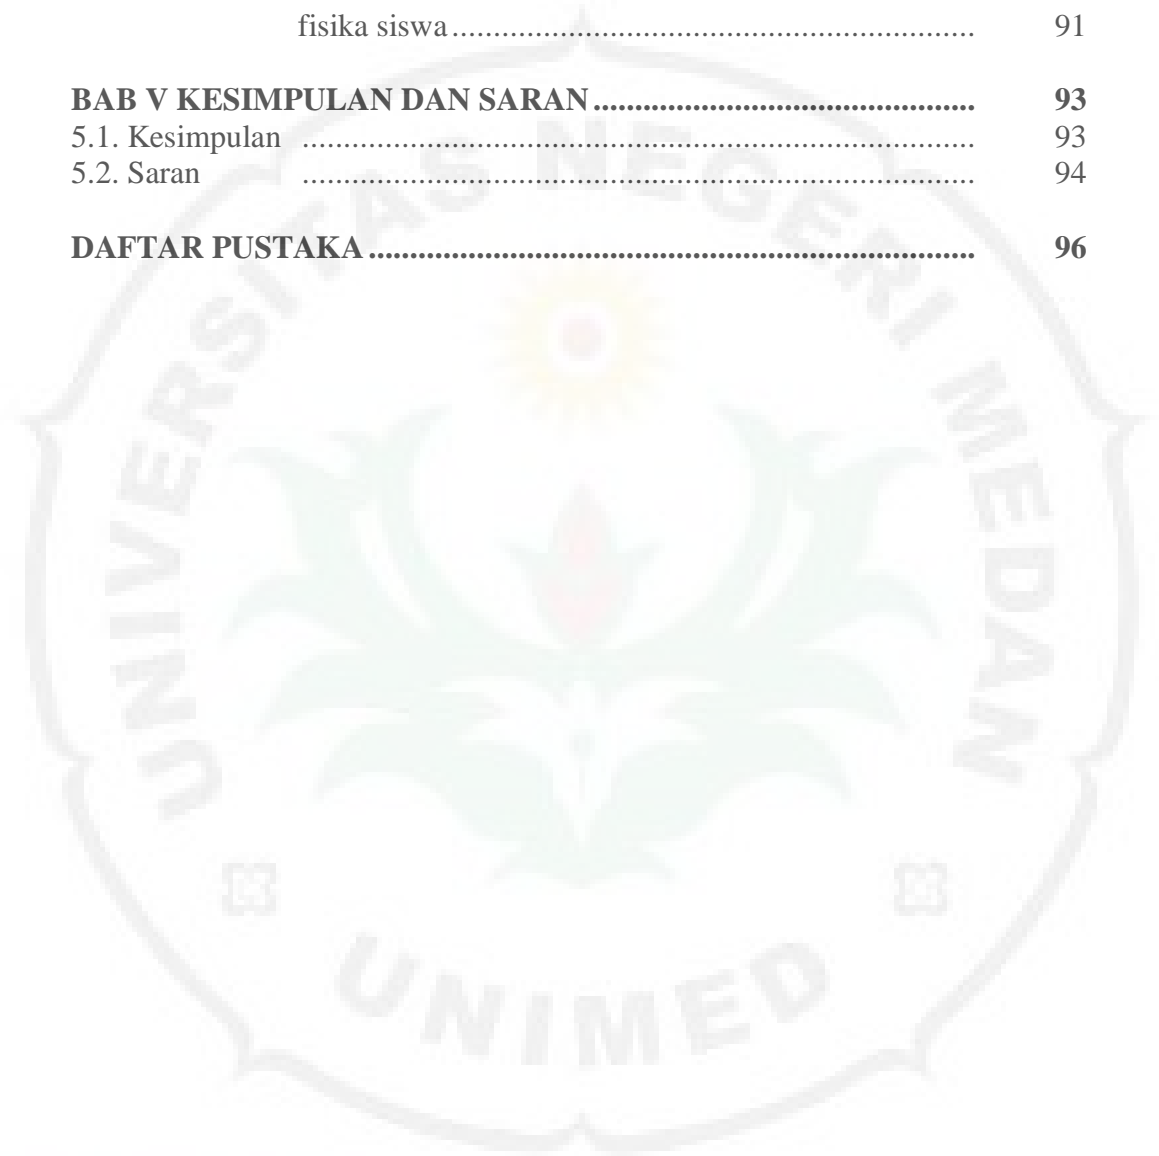 fisika siswa ............................................................... 91
BAB V KESIMPULAN DAN SARAN .............................................. 93
5.1. Kesimpulan ................................................................................. 93
5.2. Saran ................................................................................. 94
DAFTAR PUSTAKA ......................................................................... 96
UNIVERSITAS NEGERI MEDAN
UNIMED